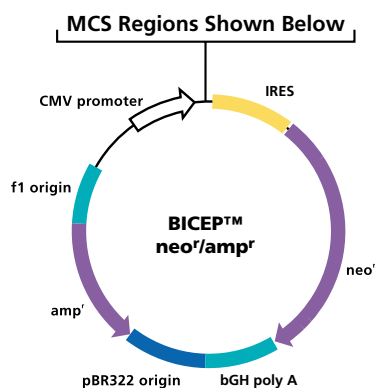 MCS Regions Shown Below
CMV promoter
IRES
f1 origin
BICEP™
neoʳ/ampʳ
neoʳ
ampʳ
pBR322 origin
bGH poly A